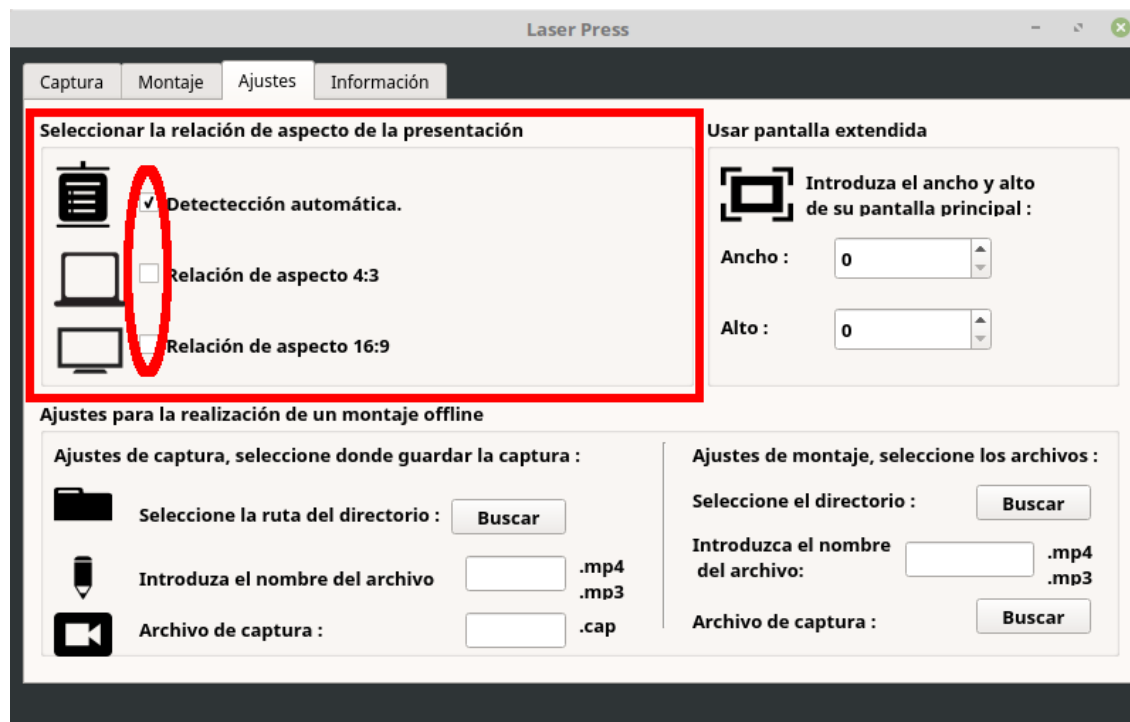 Laser Press
Captura Montaje Ajustes Información
Seleccionar la relación de aspecto de la presentación
Detectección automática.
Relación de aspecto 4:3
Relación de aspecto 16:9
Usar pantalla extendida
Introduza el ancho y alto
de su pantalla principal :
Ancho : 0
Alto : 0
Ajustes para la realización de un montaje offline
Ajustes de captura, seleccione donde guardar la captura :
Seleccione la ruta del directorio : Buscar
Introduza el nombre del archivo .mp4
.mp3
Archivo de captura : .cap
Ajustes de montaje, seleccione los archivos :
Seleccione el directorio : Buscar
Introduzca el nombre .mp4
del archivo: .mp3
Archivo de captura : Buscar